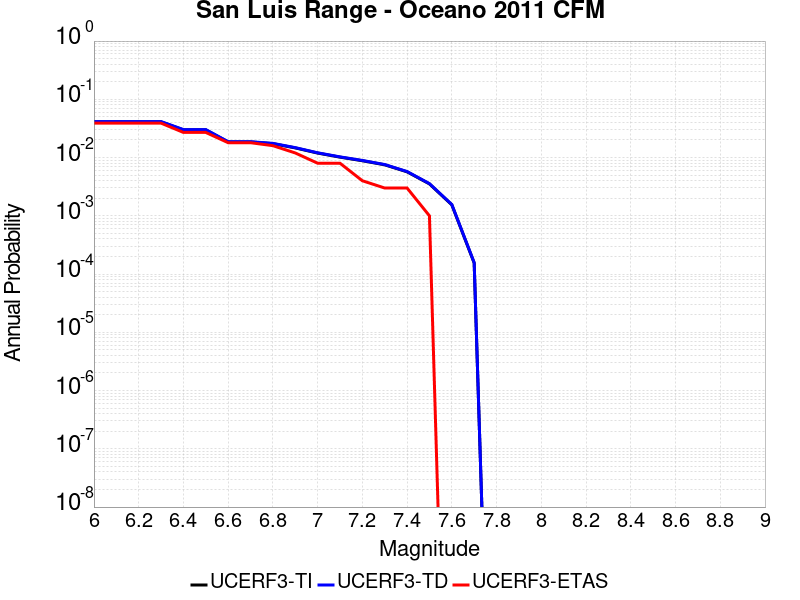 San Luis Range - Oceano 2011 CFM
10^0
10^-1
10^-2
10^-3
10^-4
10^-5
10^-6
10^-7
10^-8
Annual Probability
6 6.2 6.4 6.6 6.8 7 7.2 7.4 7.6 7.8 8 8.2 8.4 8.6 8.8 9
Magnitude
UCERF3-TI UCERF3-TD UCERF3-ETAS